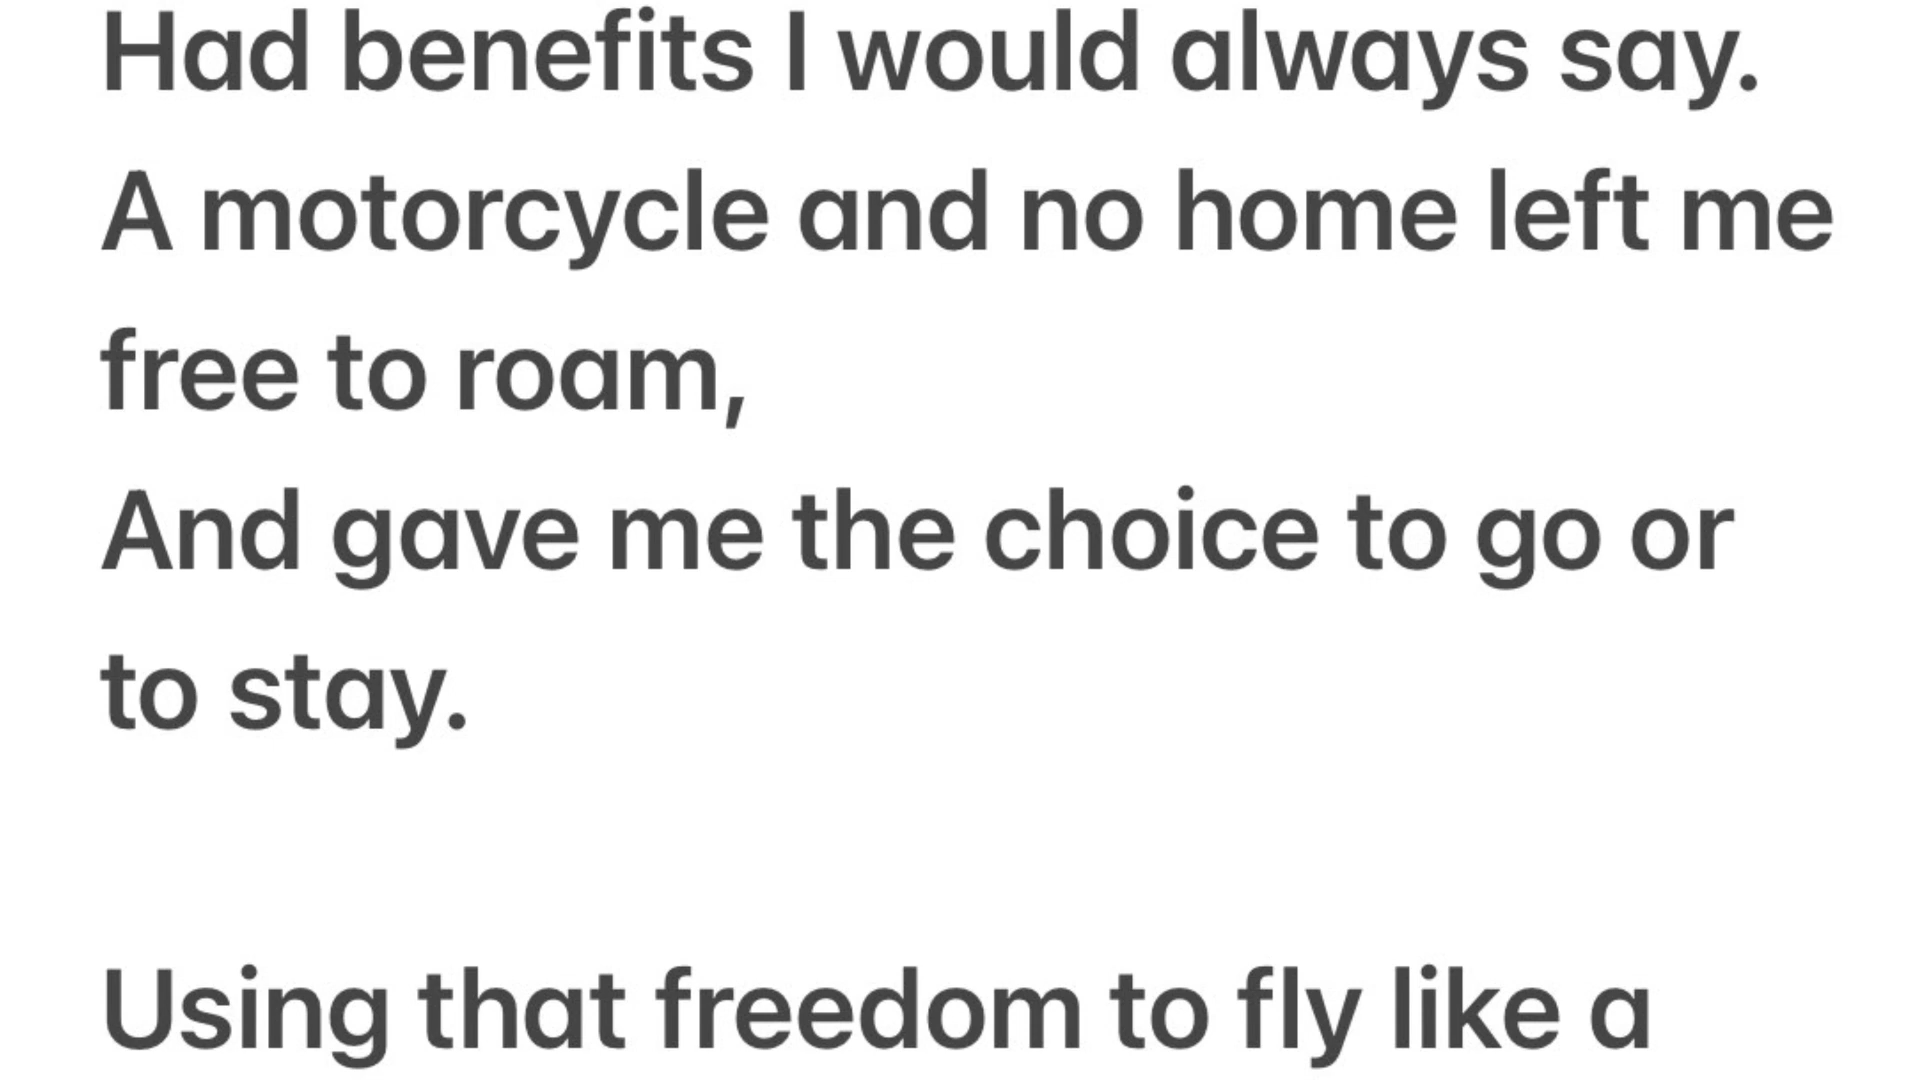 Had benefits I would always say.
A motorcycle and no home left me
free to roam,
And gave me the choice to go or
to stay.
Using that freedom to fly like a